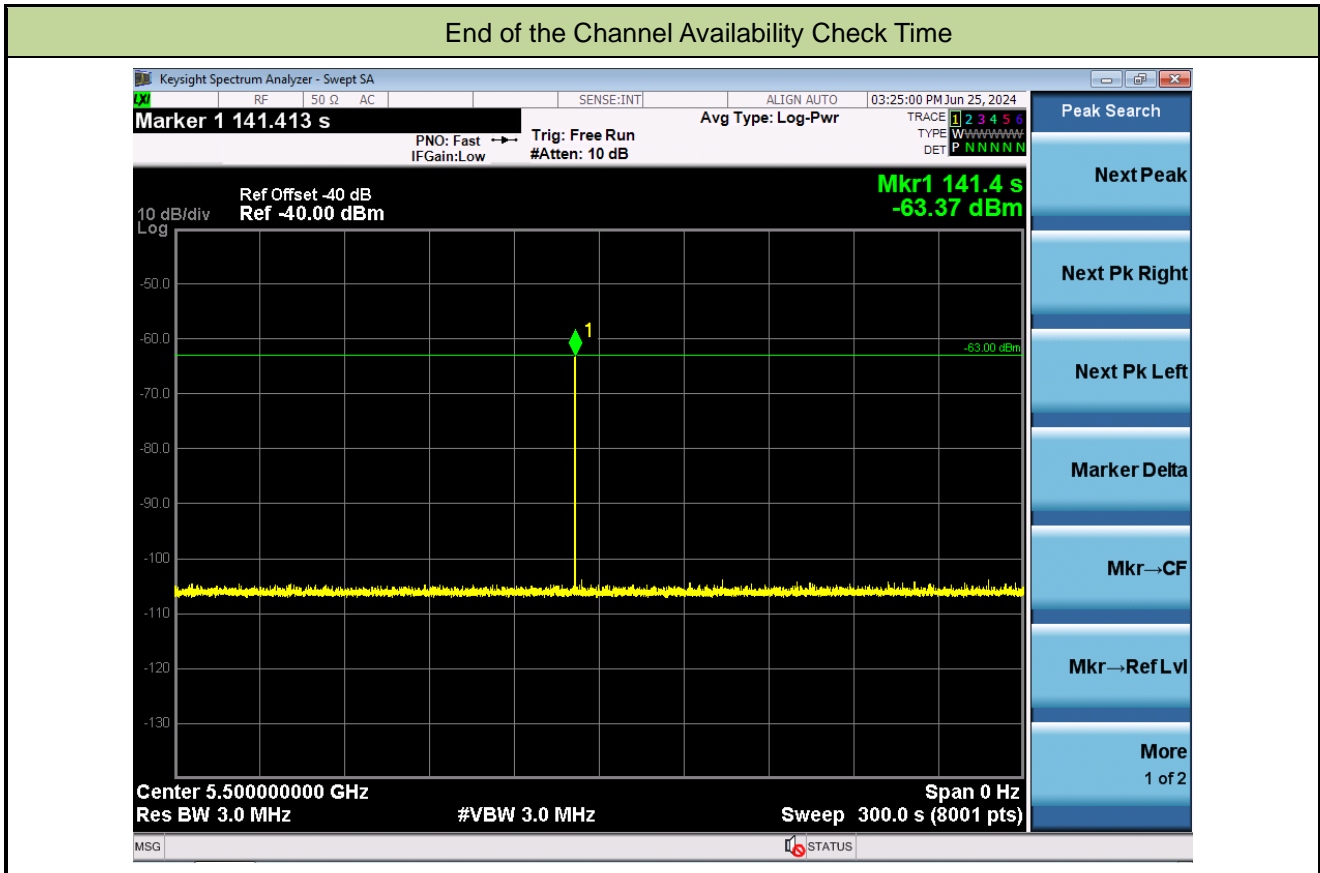 End of the Channel Availability Check Time
Keysight Spectrum Analyzer - Swept SA
LXI RF 50 Ω AC SENSE:INT ALIGN AUTO 03:25:00 PM Jun 25, 2024
Marker 1 141.413 s
PNO: Fast
IFGain:Low
Trig: Free Run
#Atten: 10 dB
Avg Type: Log-Pwr
TRACE 1 2 3 4 5 6
TYPE WWWWWW
DET P N N N N N
Ref Offset -40 dB
10 dB/div Ref -40.00 dBm
Log
Mkr1 141.4 s
-63.37 dBm
-50.0
-60.0
-70.0
-80.0
-90.0
-100
-110
-120
-130
1
-63.00 dBm
Center 5.500000000 GHz
Span 0 Hz
Res BW 3.0 MHz
#VBW 3.0 MHz
Sweep 300.0 s (8001 pts)
MSG
STATUS
Peak Search
Next Peak
Next Pk Right
Next Pk Left
Marker Delta
Mkr→CF
Mkr→Ref Lvl
More
1 of 2